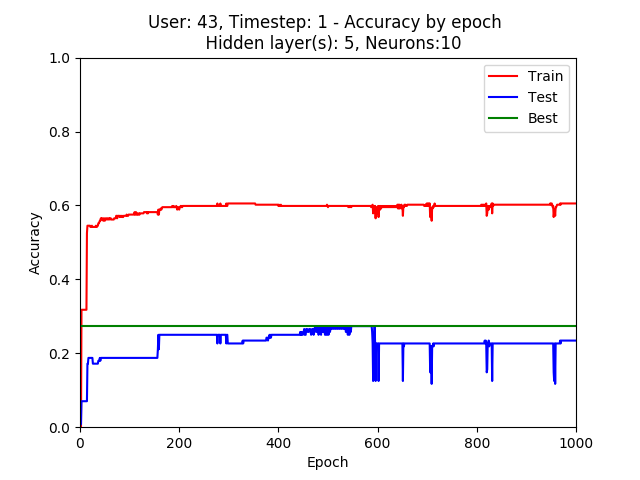 User: 43, Timestep: 1 - Accuracy by epoch
Hidden layer(s): 5, Neurons:10
1.0
0.8
0.6
0.4
0.2
0.0
Accuracy
Train
Test
Best
0 200 400 600 800 1000
Epoch